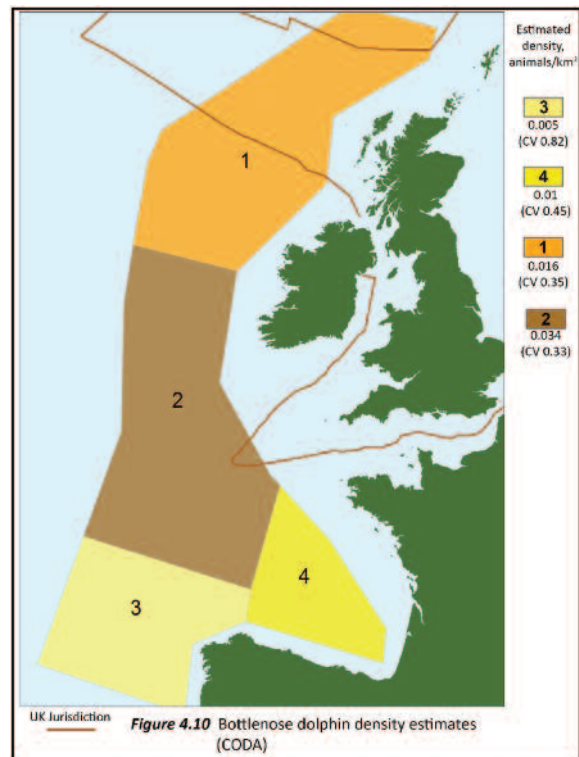 Estimated
density,
animals/km²
3
0.005
(CV 0.82)
4
0.01
(CV 0.45)
1
0.016
(CV 0.35)
2
0.034
(CV 0.33)
1
2
3
4
UK Jurisdiction
Figure 4.10 Bottlenose dolphin density estimates
(CODA)